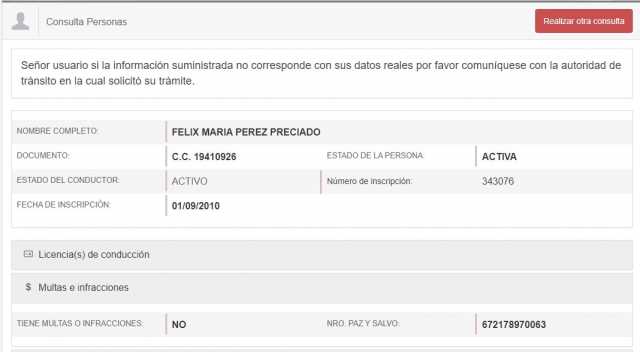 Consulta Personas
Realizar otra consulta
Señor usuario si la información suministrada no corresponde con sus datos reales por favor comuníquese con la autoridad de
tránsito en la cual solicitó su trámite.
NOMBRE COMPLETO: FELIX MARIA PEREZ PRECIADO
DOCUMENTO: C.C. 19410926 ESTADO DE LA PERSONA: ACTIVA
ESTADO DEL CONDUCTOR: ACTIVO Número de inscripción: 343076
FECHA DE INSCRIPCIÓN: 01/09/2010
Licencia(s) de conducción
$ Multas e infracciones
TIENE MULTAS O INFRACCIONES: NO NRO. PAZ Y SALVO: 672178970063